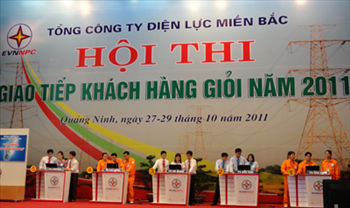 TỔNG CÔNG TY ĐIỆN LỰC MIỀN BẮC
EVNNPC
HỘI THI
GIAO TIẾP KHÁCH HÀNG GIỎI NĂM 2011
Quảng Ninh, ngày 27-29 tháng 10 năm 2011